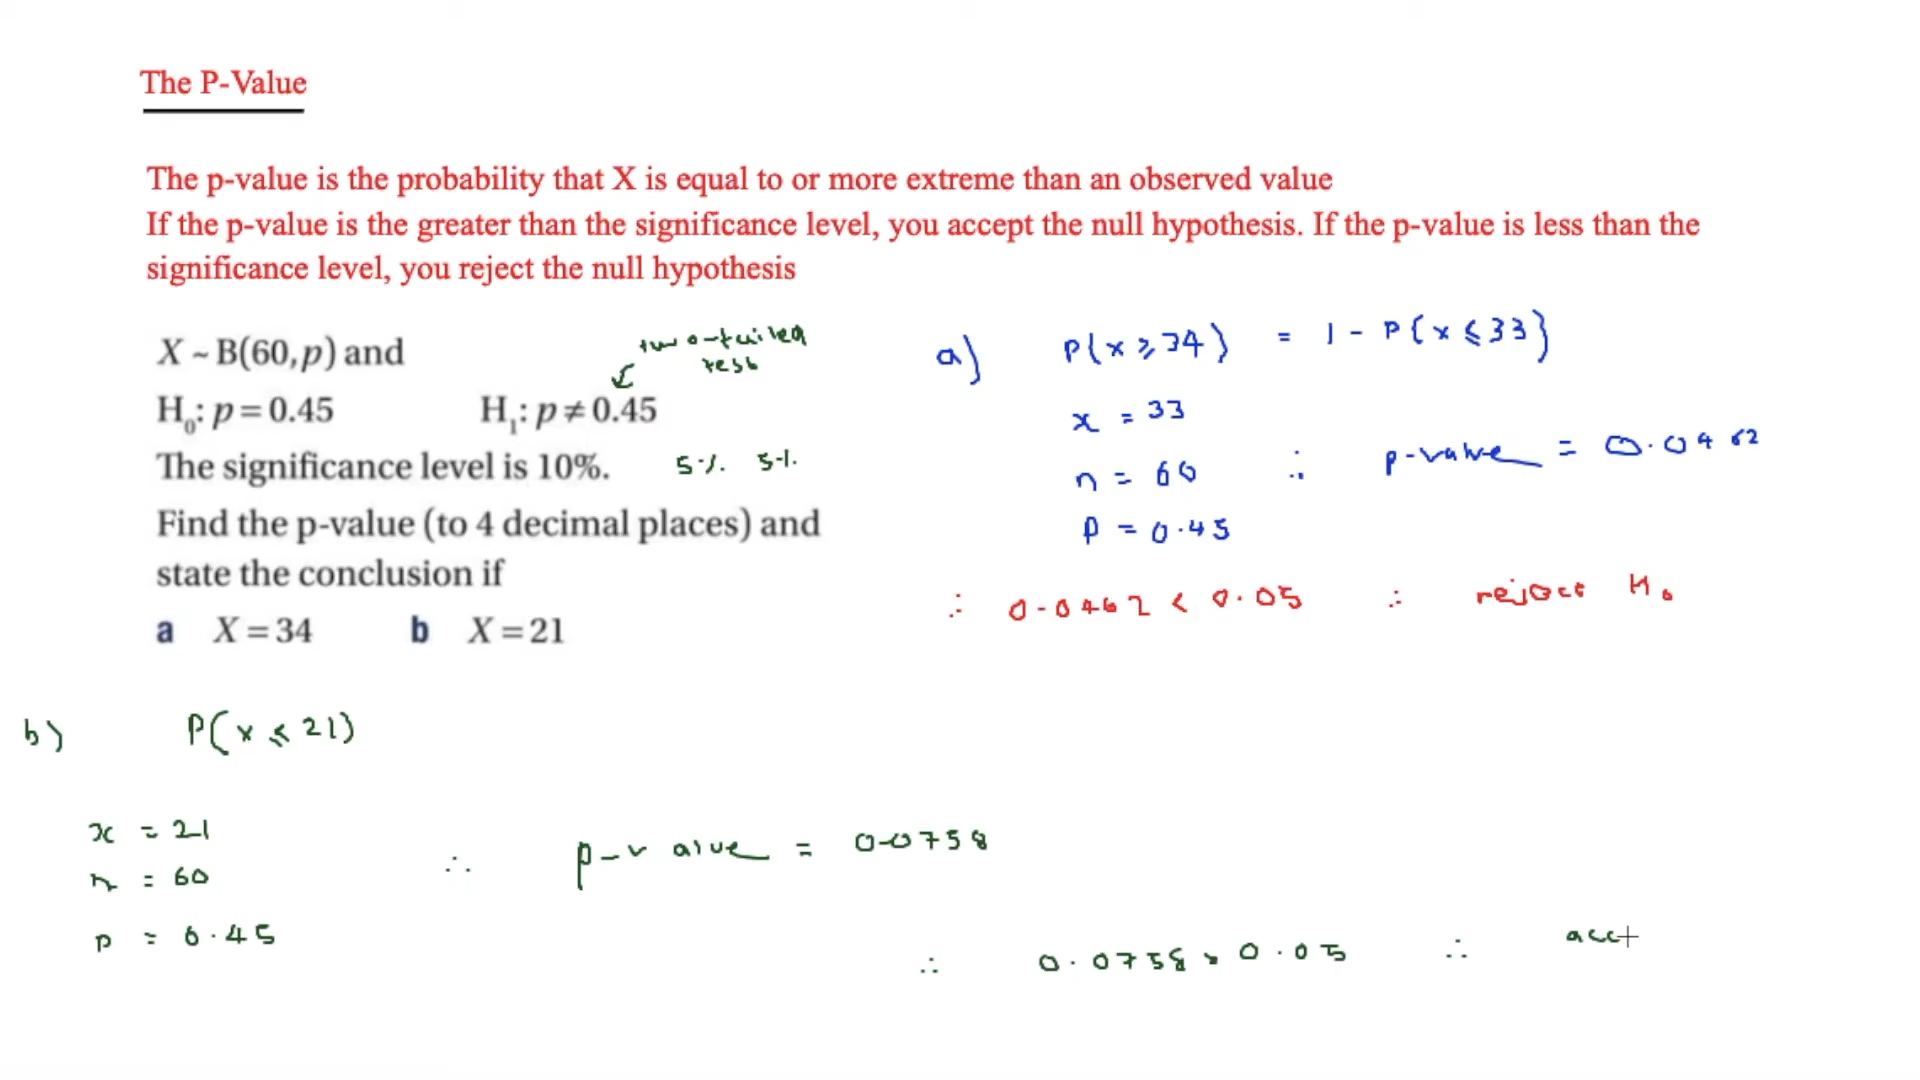 The P-Value
The p-value is the probability that X is equal to or more extreme than an observed value
If the p-value is the greater than the significance level, you accept the null hypothesis. If the p-value is less than the
significance level, you reject the null hypothesis
X ~ B(60, p) and
two-tailed
test
H₀: p = 0.45 H₁: p ≠ 0.45
The significance level is 10%. 5% 5%
Find the p-value (to 4 decimal places) and
state the conclusion if
a X = 34 b X = 21
a) P(x ≥ 34) = 1 - P(x ≤ 33)
x = 33
n = 60 ∴ p-value = 0.0462
p = 0.45
∴ 0.0462 < 0.05 ∴ reject H₀
b) P(x ≤ 21)
x = 21
n = 60 ∴ p-value = 0.0758
p = 0.45
∴ 0.0758 > 0.05 ∴ acc